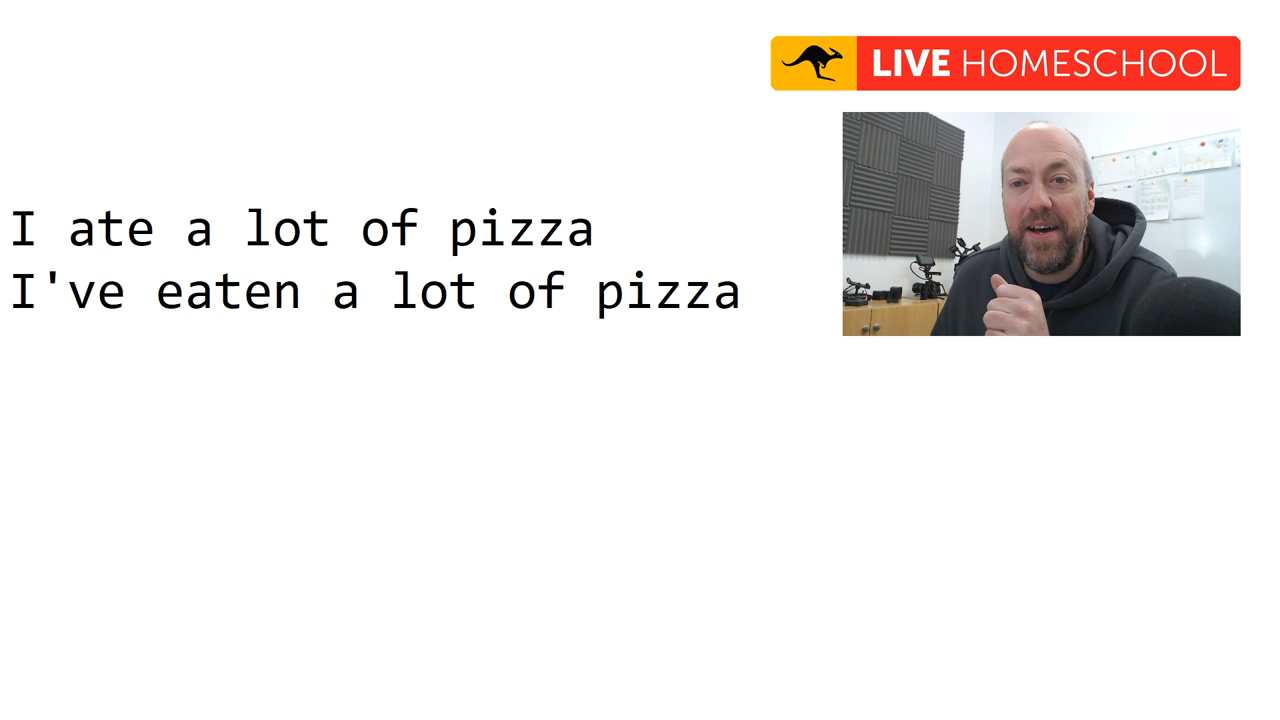 LIVE HOMESCHOOL
I ate a lot of pizza
I've eaten a lot of pizza